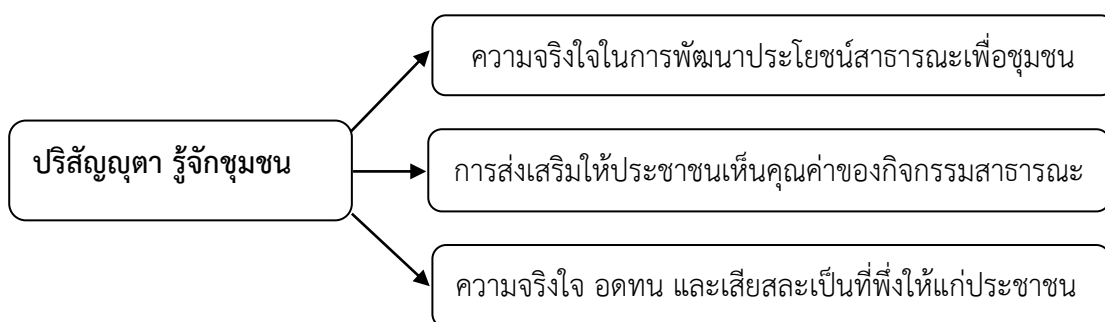 ความจริงใจในการพัฒนาประโยชน์สาธารณะเพื่อชุมชน
ปริสัญญุตา รู้จักชุมชน
การส่งเสริมให้ประชาชนเห็นคุณค่าของกิจกรรมสาธารณะ
ความจริงใจ อดทน และเสียสละเป็นที่พึ่งให้แก่ประชาชน